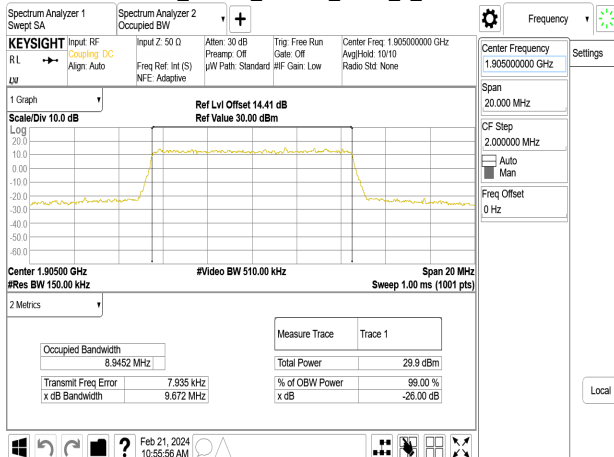 Spectrum Analyzer 1
Swept SA
Spectrum Analyzer 2
Occupied BW
Frequency
KEYSIGHT
Input: RF
Coupling: DC
Align: Auto
R L
Input Z: 50 Ω
Freq Ref: Int (S)
NFE: Adaptive
Atten: 30 dB
Preamp: Off
µW Path: Standard
Trig: Free Run
Gate: Off
#IF Gain: Low
Center Freq: 1.905000000 GHz
Avg|Hold: 10/10
Radio Std: None
1 Graph
Scale/Div 10.0 dB
Ref Lvl Offset 14.41 dB
Ref Value 30.00 dBm
Log
20.0
10.0
0.00
-10.0
-20.0
-30.0
-40.0
-50.0
-60.0
Center 1.90500 GHz
#Res BW 150.00 kHz
#Video BW 510.00 kHz
Span 20 MHz
Sweep 1.00 ms (1001 pts)
2 Metrics
Occupied Bandwidth
8.9452 MHz
Transmit Freq Error 7.935 kHz
x dB Bandwidth 9.672 MHz
Measure Trace Trace 1
Total Power 29.9 dBm
% of OBW Power 99.00 %
x dB -26.00 dB
Feb 21, 2024
10:55:56 AM
Center Frequency
1.905000000 GHz
Span
20.000 MHz
CF Step
2.000000 MHz
Auto
Man
Freq Offset
0 Hz
Settings
Local